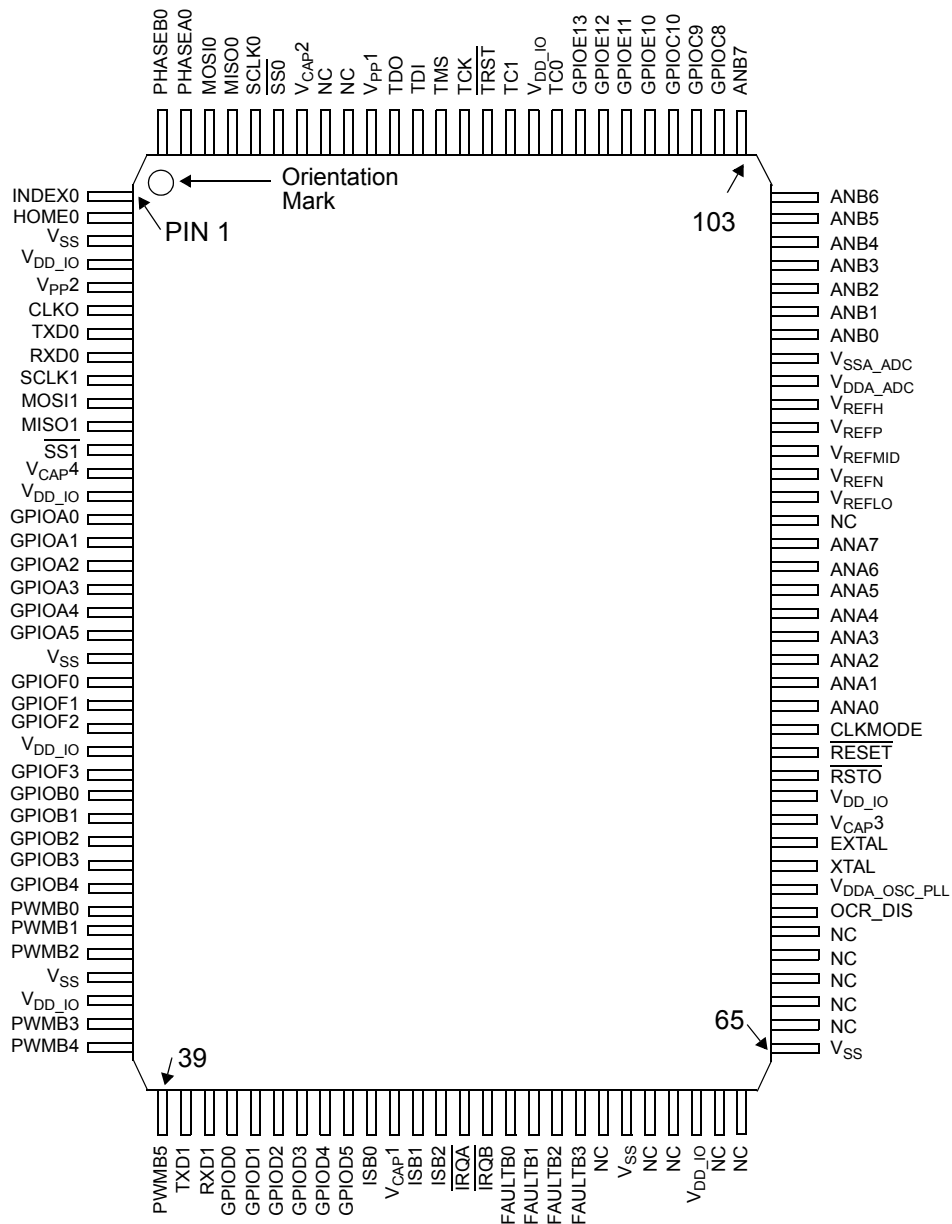 PHASEB0
PHASEA0
MOSI0
MISO0
SCLK0
SS0
VCAP2
NC
NC
VPP1
TDO
TDI
TMS
TCK
TRST
TC1
VDD_IO
TC0
GPIOE13
GPIOE12
GPIOE11
GPIOE10
GPIOC10
GPIOC9
GPIOC8
ANB7
Orientation
Mark
PIN 1
103
INDEX0
HOME0
VSS
VDD_IO
VPP2
CLKO
TXD0
RXD0
SCLK1
MOSI1
MISO1
SS1
VCAP4
VDD_IO
GPIOA0
GPIOA1
GPIOA2
GPIOA3
GPIOA4
GPIOA5
VSS
GPIOF0
GPIOF1
GPIOF2
VDD_IO
GPIOF3
GPIOB0
GPIOB1
GPIOB2
GPIOB3
GPIOB4
PWMB0
PWMB1
PWMB2
VSS
VDD_IO
PWMB3
PWMB4
ANB6
ANB5
ANB4
ANB3
ANB2
ANB1
ANB0
VSSA_ADC
VDDA_ADC
VREFH
VREFP
VREFMID
VREFN
VREFLO
NC
ANA7
ANA6
ANA5
ANA4
ANA3
ANA2
ANA1
ANA0
CLKMODE
RESET
RSTO
VDD_IO
VCAP3
EXTAL
XTAL
VDDA_OSC_PLL
OCR_DIS
NC
NC
NC
NC
NC
VSS
65
39
PWMB5
TXD1
RXD1
GPIOD0
GPIOD1
GPIOD2
GPIOD3
GPIOD4
GPIOD5
ISB0
VCAP1
ISB1
ISB2
IRQA
IRQB
FAULTB0
FAULTB1
FAULTB2
FAULTB3
NC
VSS
NC
NC
VDD_IO
NC
NC